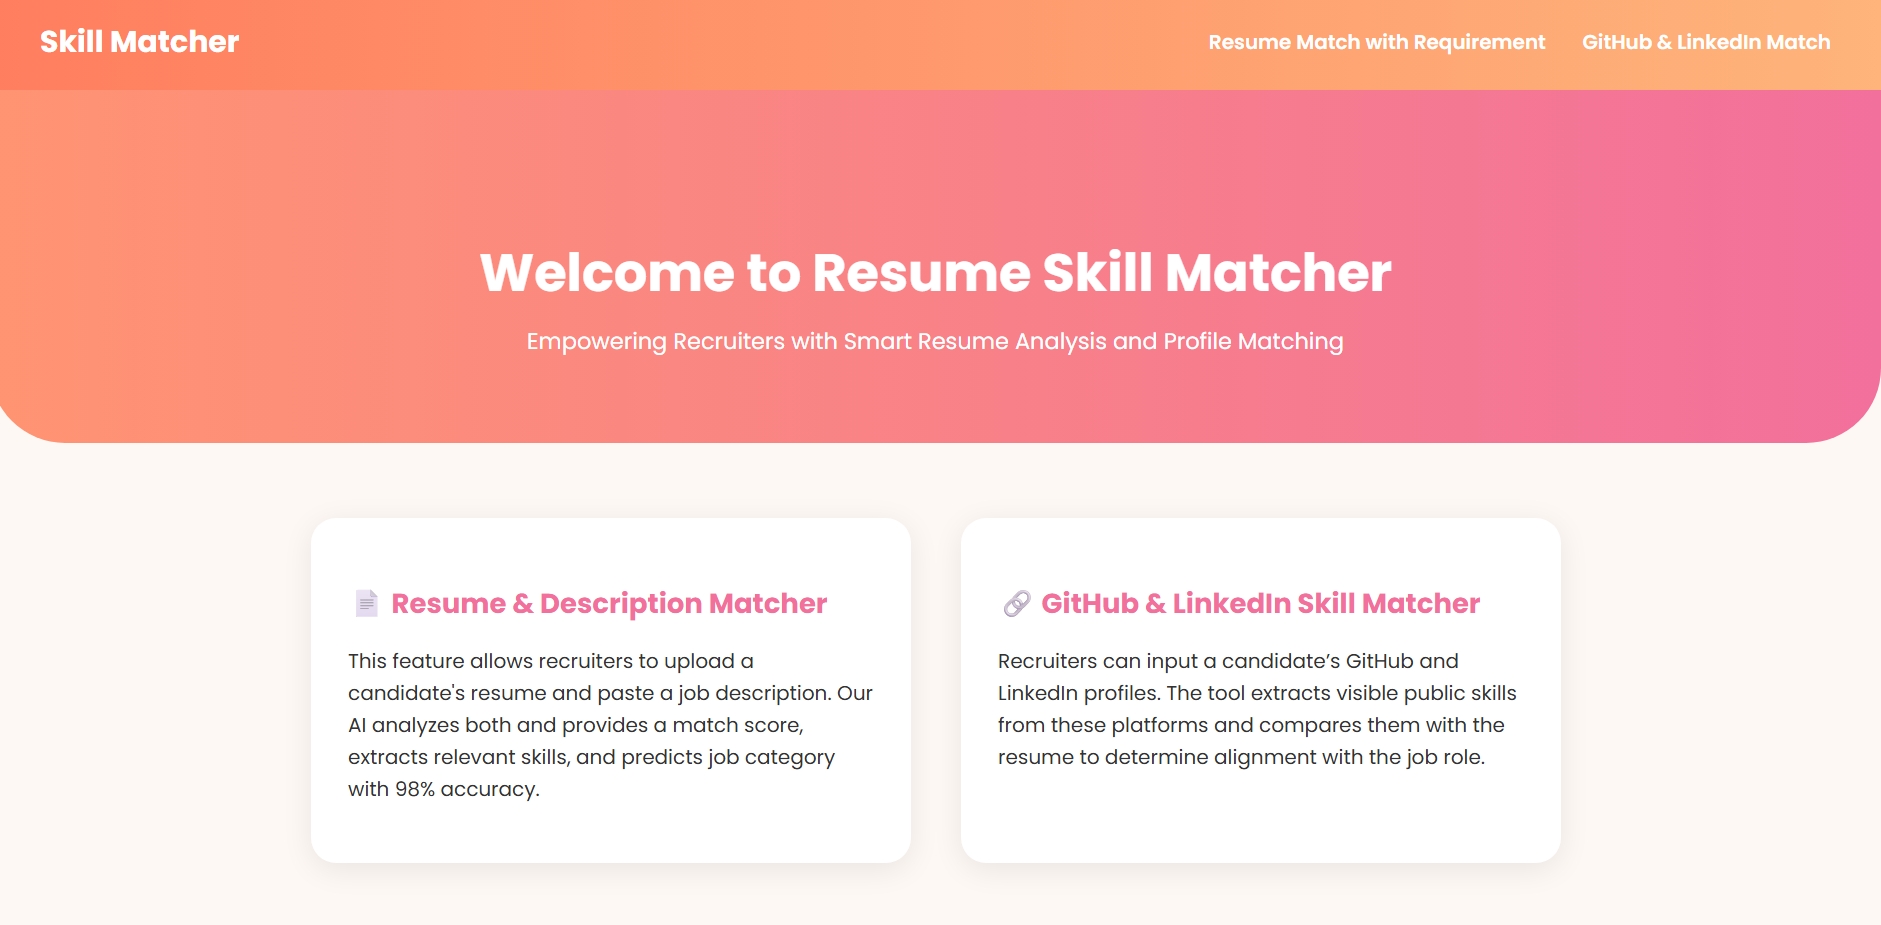 Skill Matcher
Resume Match with Requirement
GitHub & LinkedIn Match
Welcome to Resume Skill Matcher
Empowering Recruiters with Smart Resume Analysis and Profile Matching
Resume & Description Matcher
This feature allows recruiters to upload a
candidate's resume and paste a job description. Our
AI analyzes both and provides a match score,
extracts relevant skills, and predicts job category
with 98% accuracy.
GitHub & LinkedIn Skill Matcher
Recruiters can input a candidate’s GitHub and
LinkedIn profiles. The tool extracts visible public skills
from these platforms and compares them with the
resume to determine alignment with the job role.